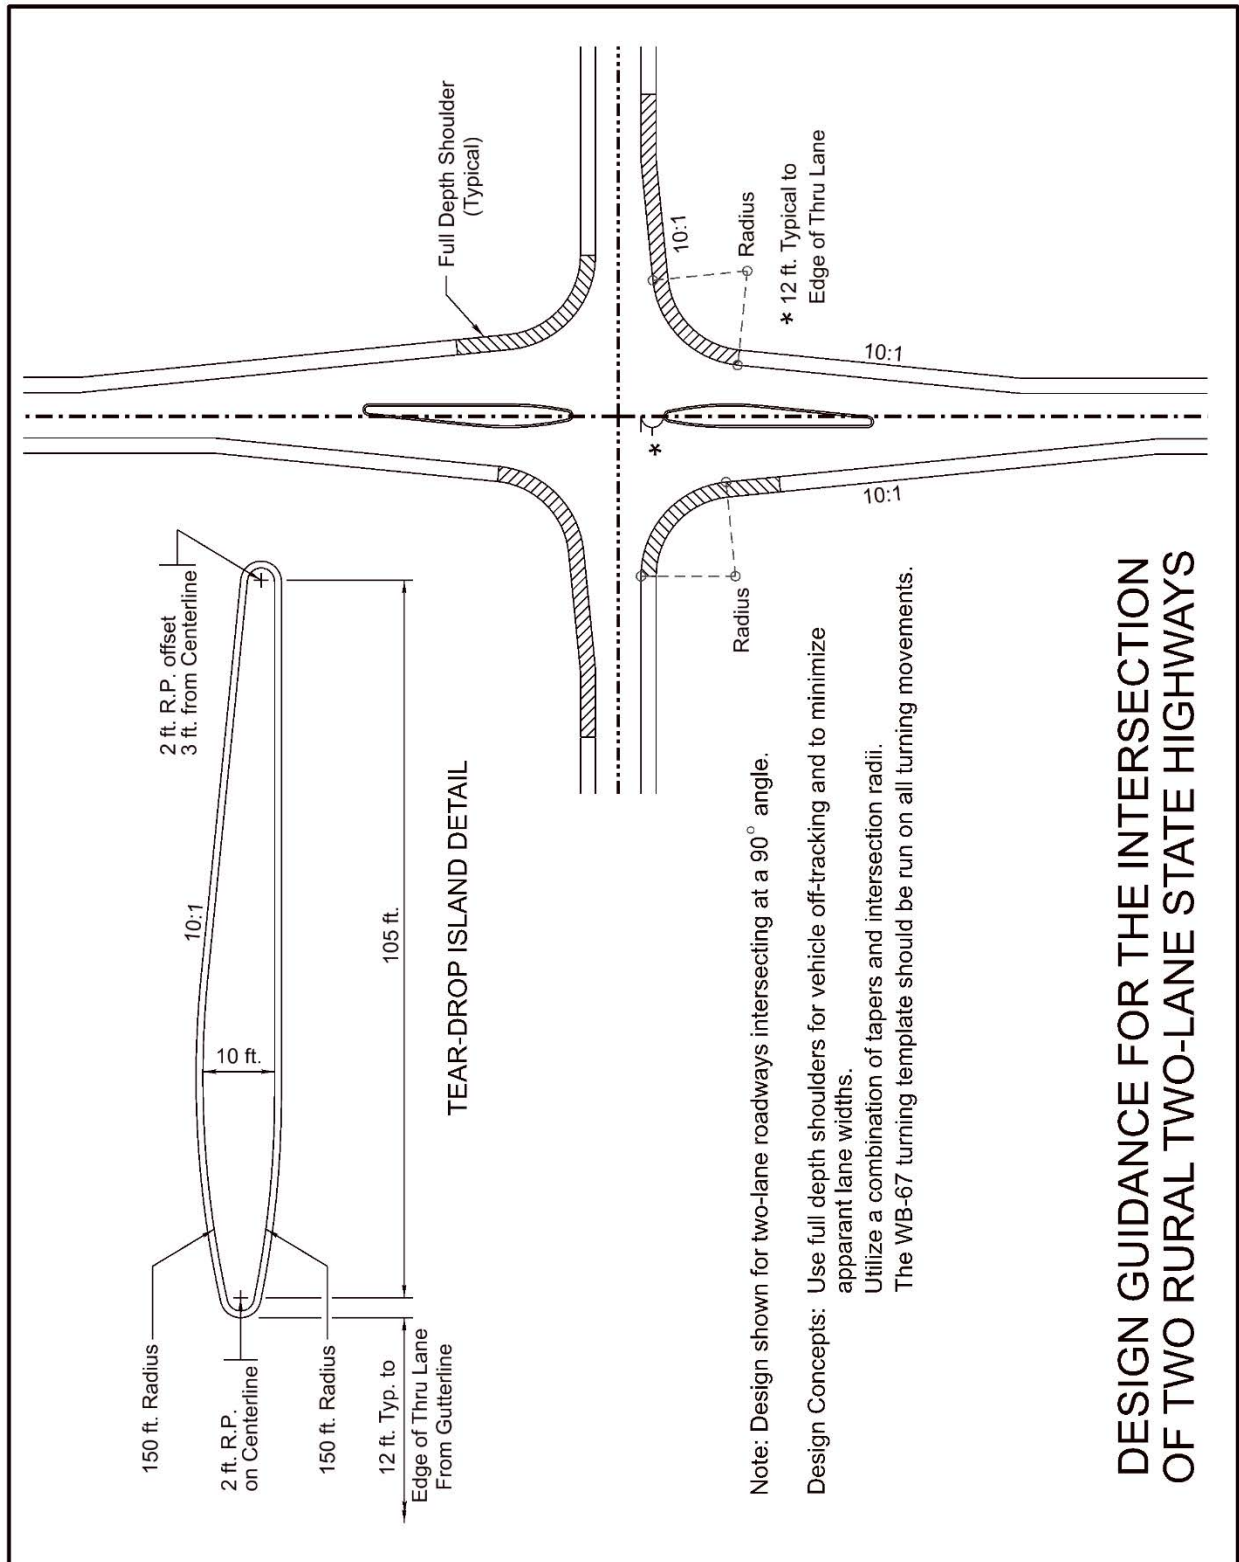 150 ft. Radius
2 ft. R.P.
on Centerline
150 ft. Radius
12 ft. Typ. to
Edge of Thru Lane
From Gutterline
10 ft.
10:1
2 ft. R.P. offset
3 ft. from Centerline
105 ft.
TEAR-DROP ISLAND DETAIL
Full Depth Shoulder
(Typical)
10:1
Radius
* 12 ft. Typical to
Edge of Thru Lane
10:1
*
10:1
Radius
Note: Design shown for two-lane roadways intersecting at a 90° angle.
Design Concepts: Use full depth shoulders for vehicle off-tracking and to minimize
apparant lane widths.
Utilize a combination of tapers and intersection radii.
The WB-67 turning template should be run on all turning movements.
DESIGN GUIDANCE FOR THE INTERSECTION
OF TWO RURAL TWO-LANE STATE HIGHWAYS